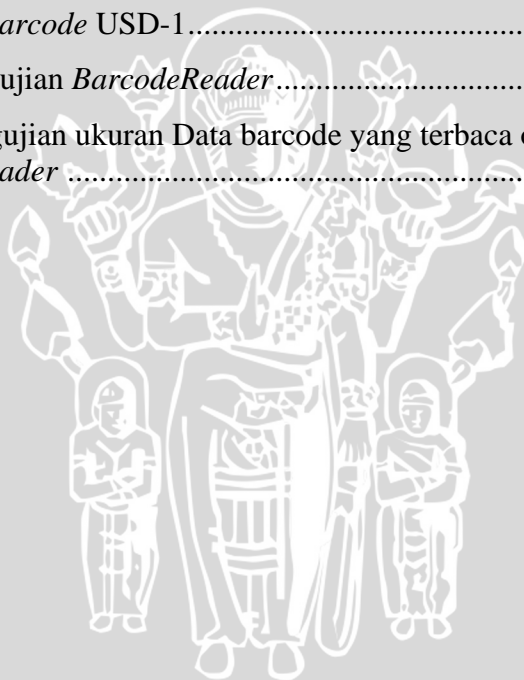 arcode USD-1...................................
ujian BarcodeReader...................................
gujian ukuran Data barcode yang terbaca
ader ...................................................